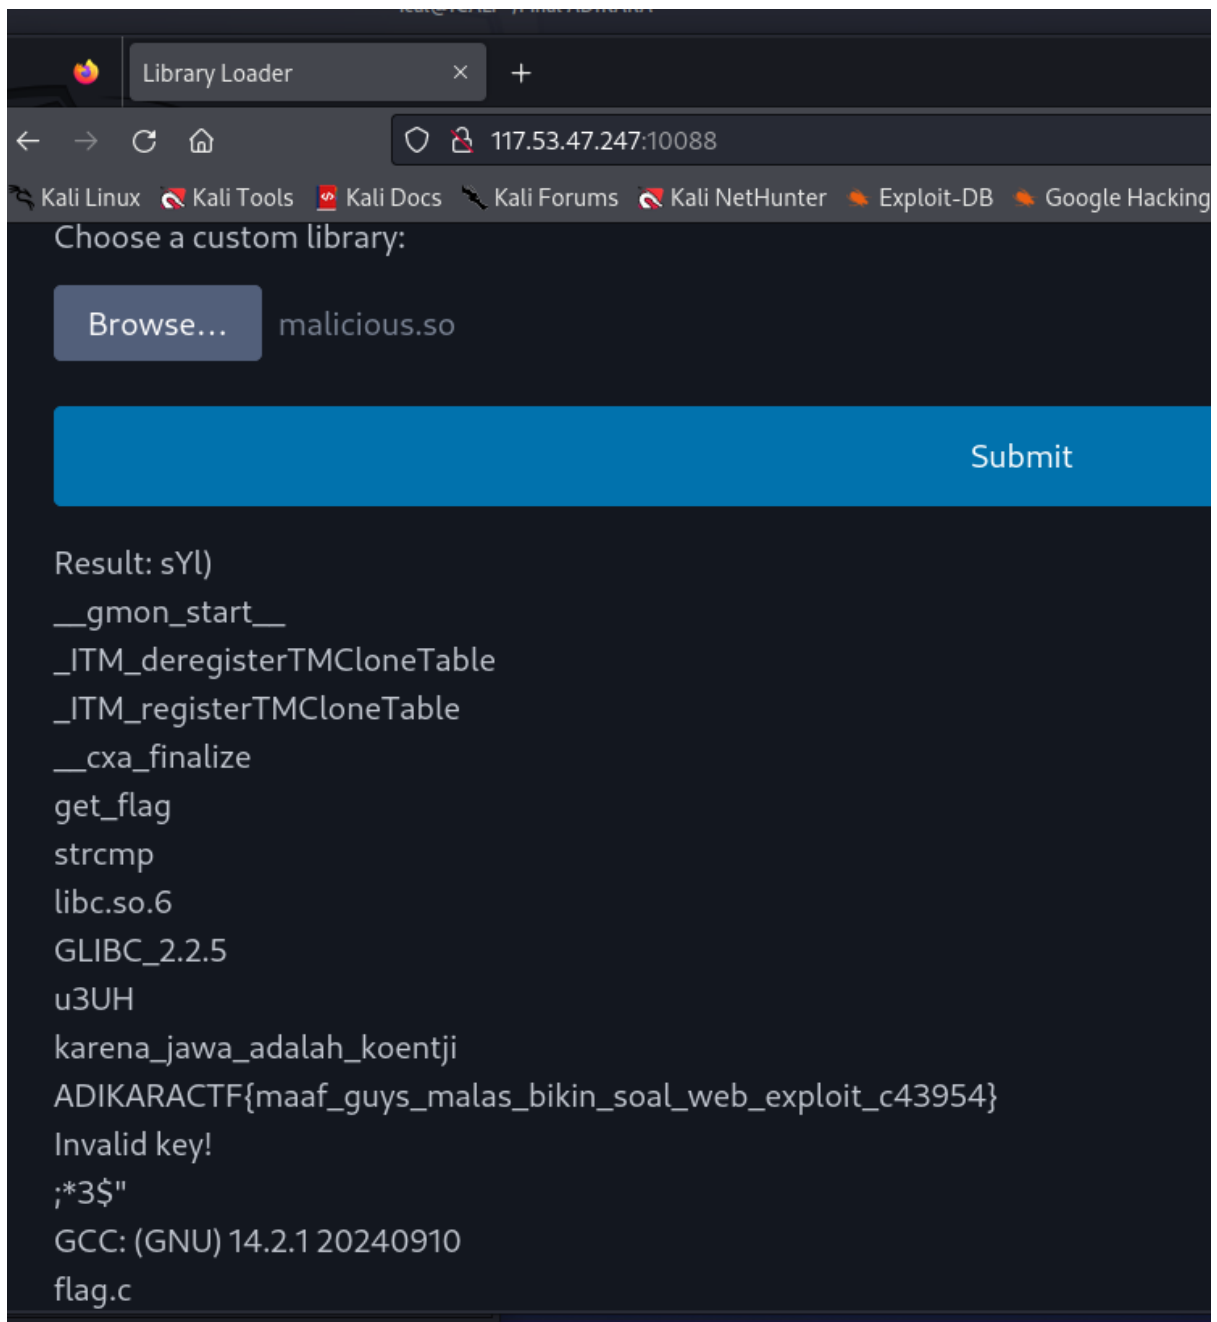 Library Loader
117.53.47.247:10088
Kali Linux Kali Tools Kali Docs Kali Forums Kali NetHunter Exploit-DB Google Hacking
Choose a custom library:
Browse... malicious.so
Submit
Result: sYl)
__gmon_start__
_ITM_deregisterTMCloneTable
_ITM_registerTMCloneTable
__cxa_finalize
get_flag
strcmp
libc.so.6
GLIBC_2.2.5
u3UH
karena_jawa_adalah_koentji
ADIKARACTF{maaf_guys_malas_bikin_soal_web_exploit_c43954}
Invalid key!
;*3$"
GCC: (GNU) 14.2.1 20240910
flag.c